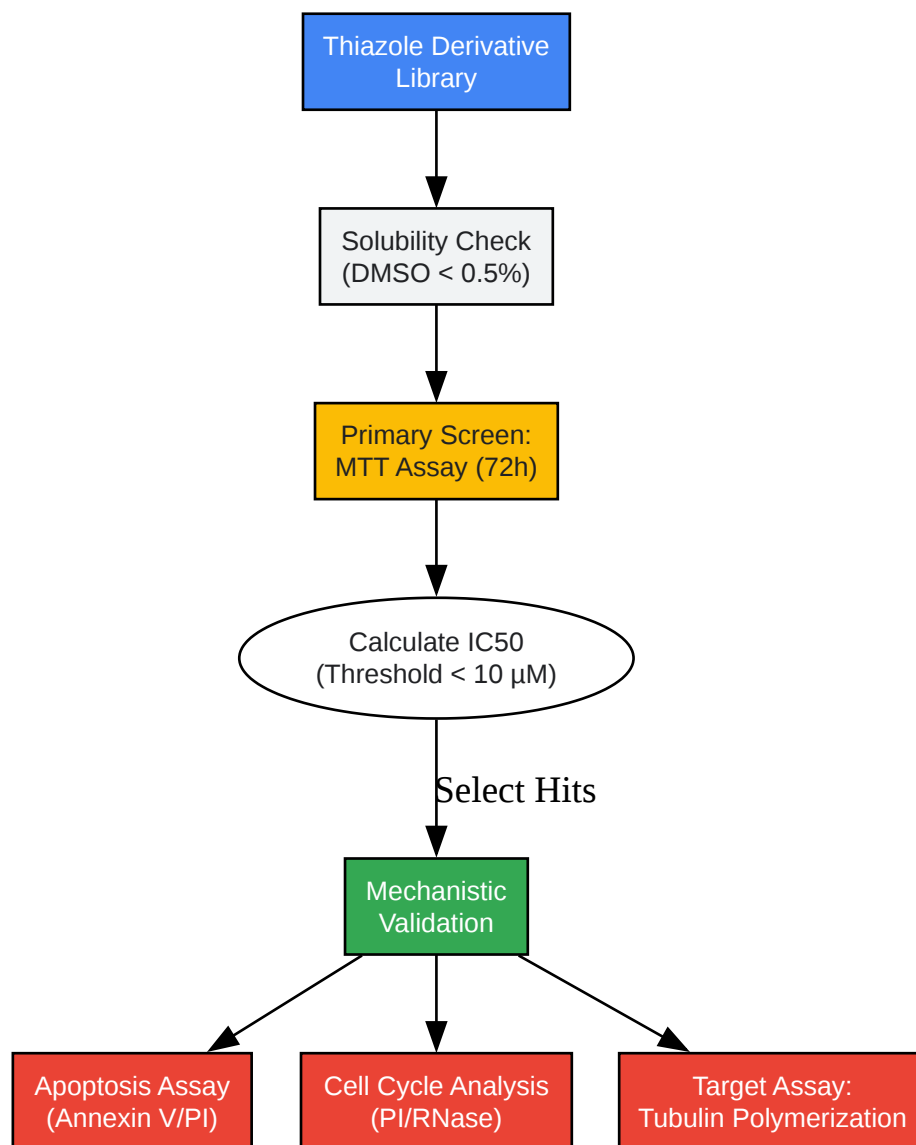 Thiazole Derivative
Library
Solubility Check
(DMSO < 0.5%)
Primary Screen:
MTT Assay (72h)
Calculate IC50
(Threshold < 10 µM)
Select Hits
Mechanistic
Validation
Apoptosis Assay
(Annexin V/PI)
Cell Cycle Analysis
(PI/RNase)
Target Assay:
Tubulin Polymerization